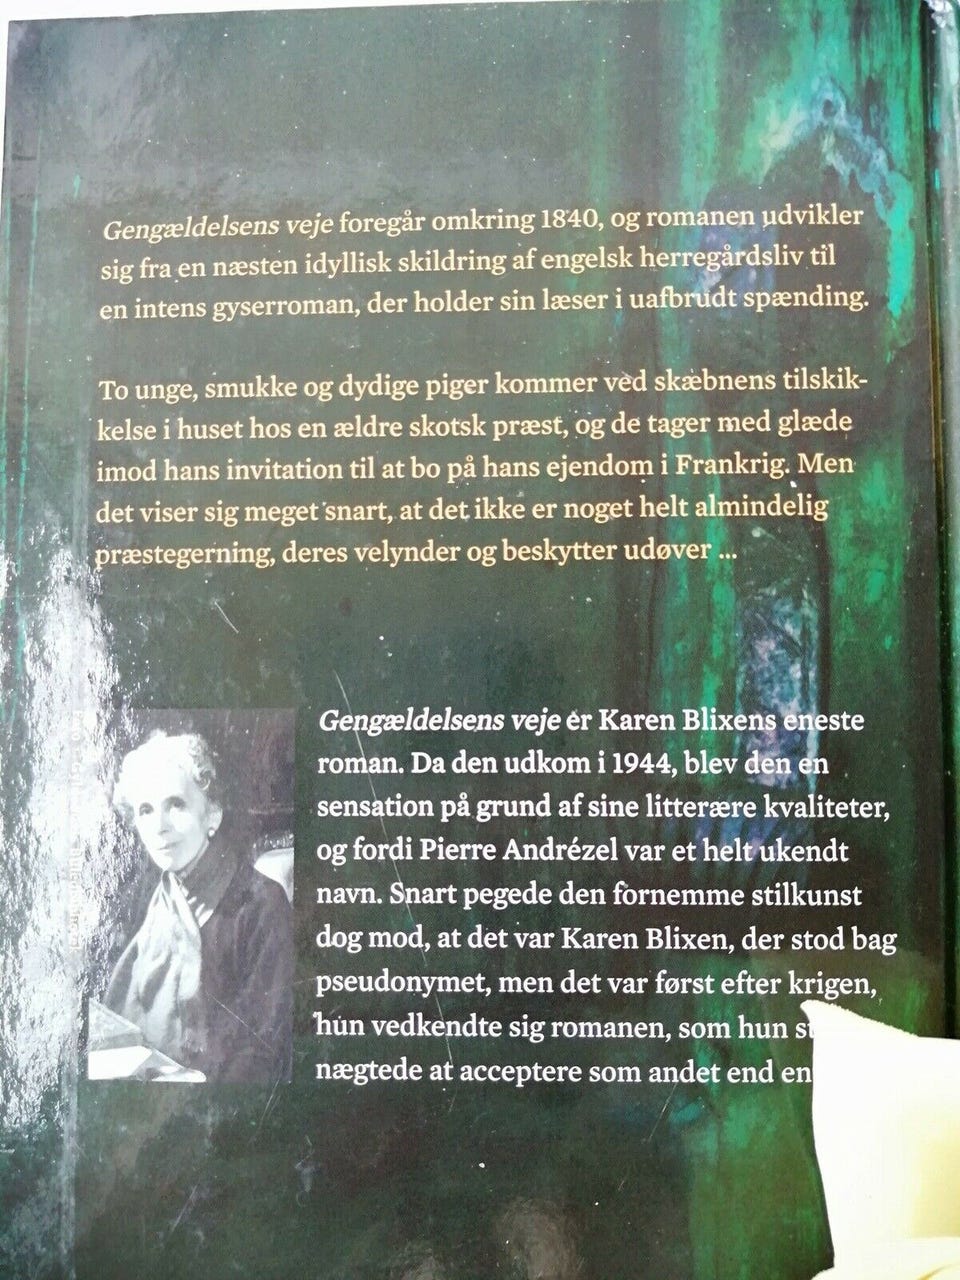 Gengældelsens veje foregår omkring 1840, og romanen udvikler
sig fra en næsten idyllisk skildring af engelsk herregårdsliv til
en intens gyserroman, der holder sin læser i uafbrudt spænding.
To unge, smukke og dydige piger kommer ved skæbnens tilskik-
kelse i huset hos en ældre skotsk præst, og de tager med glæde
imod hans invitation til at bo på hans ejendom i Frankrig. Men
det viser sig meget snart, at det ikke er noget helt almindelig
præstegerning, deres velynder og beskytter udøver ...
Gengældelsens veje er Karen Blixens eneste
roman. Da den udkom i 1944, blev den en
sensation på grund af sine litterære kvaliteter,
og fordi Pierre Andrézel var et helt ukendt
navn. Snart pegede den fornemme stilkunst
dog mod, at det var Karen Blixen, der stod bag
pseudonymet, men det var først efter krigen,
hun vedkendte sig romanen, som hun
nægtede at acceptere som andet end en